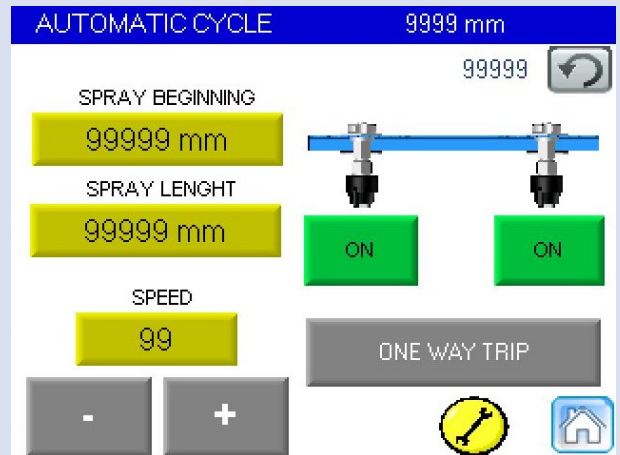 AUTOMATIC CYCLE 9999 mm
99999
SPRAY BEGINNING
99999 mm
SPRAY LENGHT
99999 mm
ON ON
SPEED
99
ONE WAY TRIP
- +